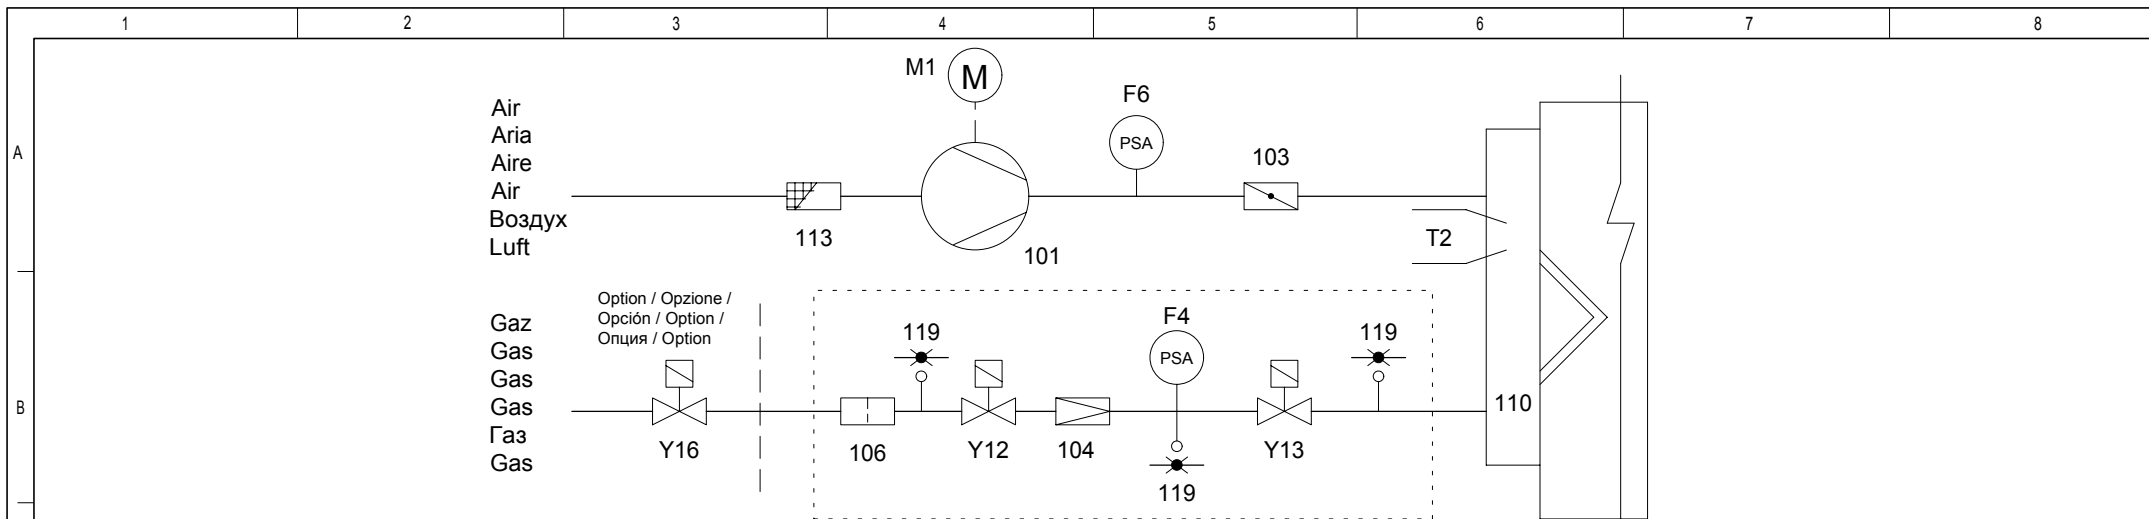 1 2 3 4 5 6 7 8
A
M1 M
F6
PSA
103
Air
Aria
Aire
Air
Воздух
Luft
113
101
T2
B
Option / Opzione /
Opción / Option /
Опция / Option
Gaz
Gas
Gas
Gas
Газ
Gas
119
F4
PSA
119
110
Y16
106
Y12
104
Y13
119